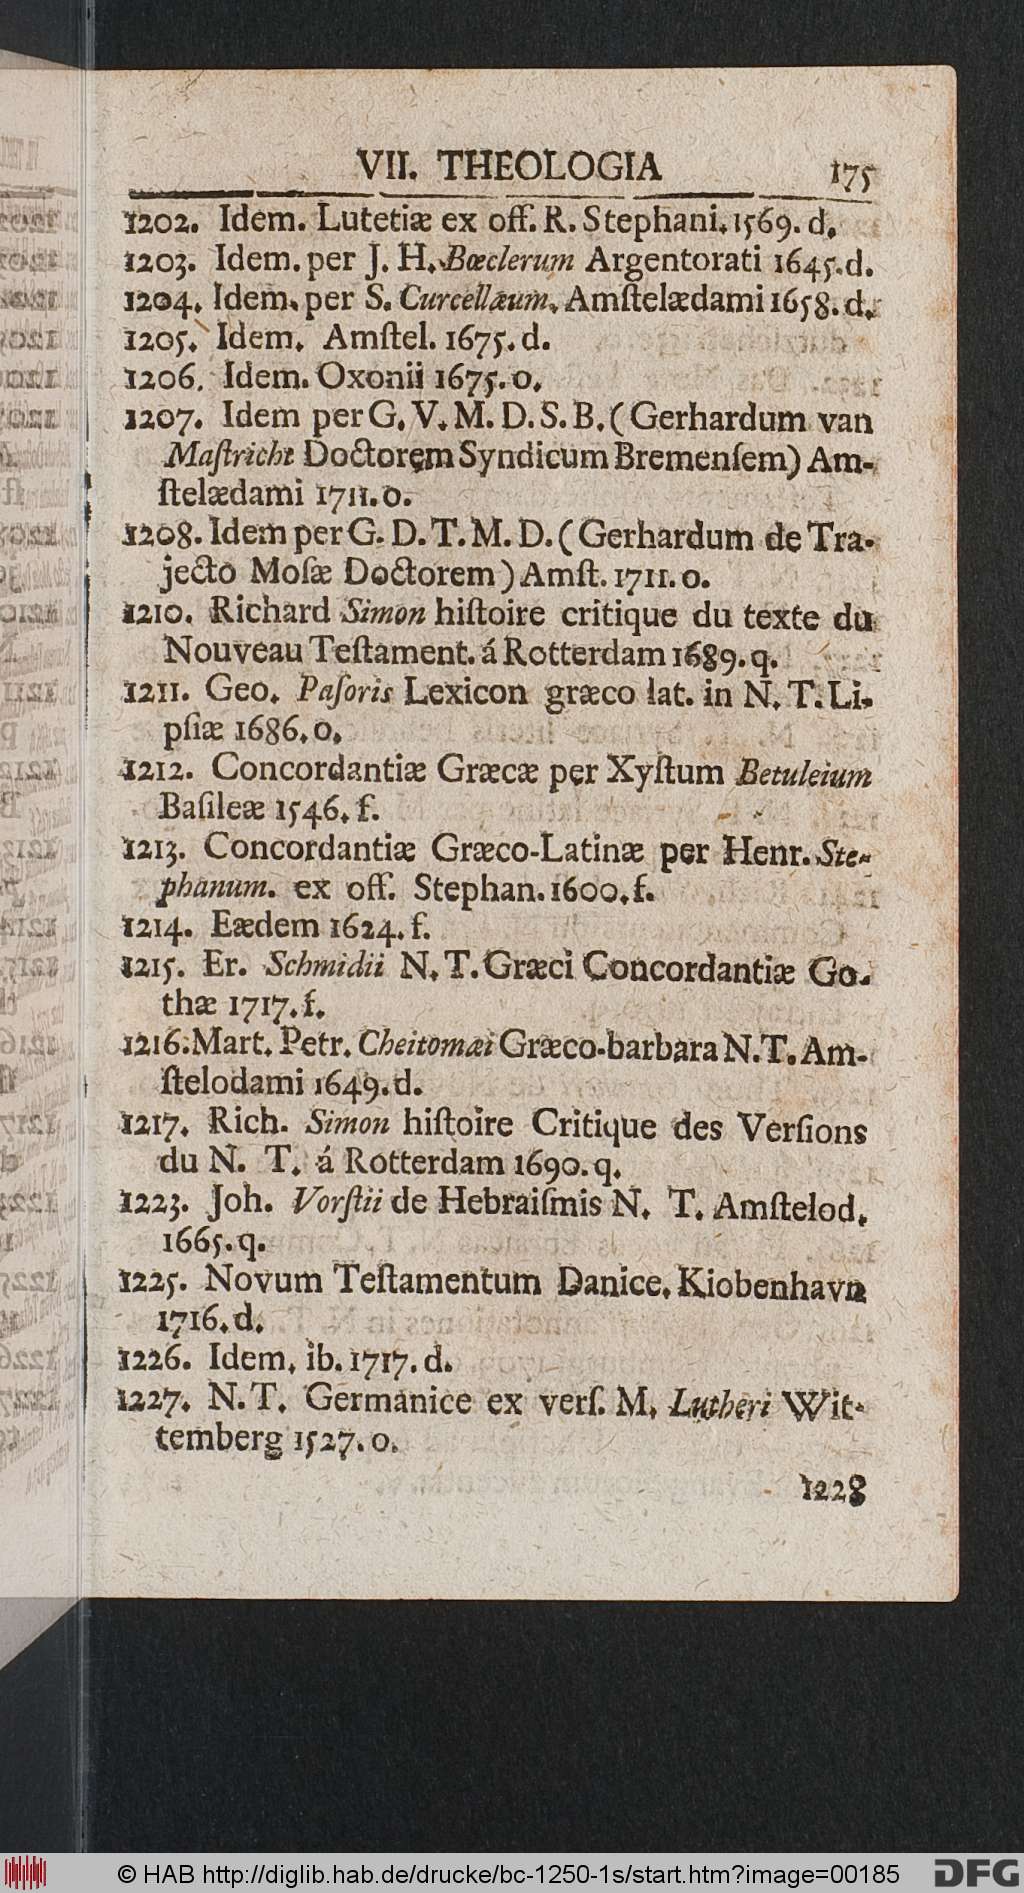 VII. THEOLOGIA 175
1202. Idem. Lutetiæ ex off. R. Stephani. 1569. d.
1203. Idem. per J. H. Bœclerum Argentorati 1645. d.
1204. Idem. per S. Curcellæum. Amſtelædami 1658. d.
1205. Idem. Amſtel. 1675. d.
1206. Idem. Oxonii 1675. o.
1207. Idem per G. V. M. D. S. B. (Gerhardum van
Maſtricht Doctorem Syndicum Bremenſem) Am-
ſtelædami 1711. o.
1208. Idem per G. D. T. M. D. (Gerhardum de Tra-
jecto Moſæ Doctorem) Amſt. 1711. o.
1210. Richard Simon hiſtoire critique du texte du
Nouveau Teſtament. á Rotterdam 1689. q.
1211. Geo. Paſoris Lexicon græco lat. in N. T. Li-
pſiæ 1686. o.
1212. Concordantiæ Græcæ per Xyſtum Betuleium
Baſileæ 1546. f.
1213. Concordantiæ Græco-Latinæ per Henr. Ste-
phanum. ex off. Stephan. 1600. f.
1214. Eædem 1624. f.
1215. Er. Schmidii N. T. Græci Concordantiæ Go-
thæ 1717. f.
1216. Mart. Petr. Cheitomæi Græco-barbara N. T. Am-
ſtelodami 1649. d.
1217. Rich. Simon hiſtoire Critique des Verſions
du N. T. á Rotterdam 1690. q.
1223. Joh. Vorſtii de Hebraiſmis N. T. Amſtelod.
1665. q.
1225. Novum Teſtamentum Danice. Kiobenhavn
1716. d.
1226. Idem. ib. 1717. d.
1227. N. T. Germanice ex verſ. M. Lutheri Wit-
temberg 1527. o.
1228
© HAB http://diglib.hab.de/drucke/bc-1250-1s/start.htm?image=00185
DFG